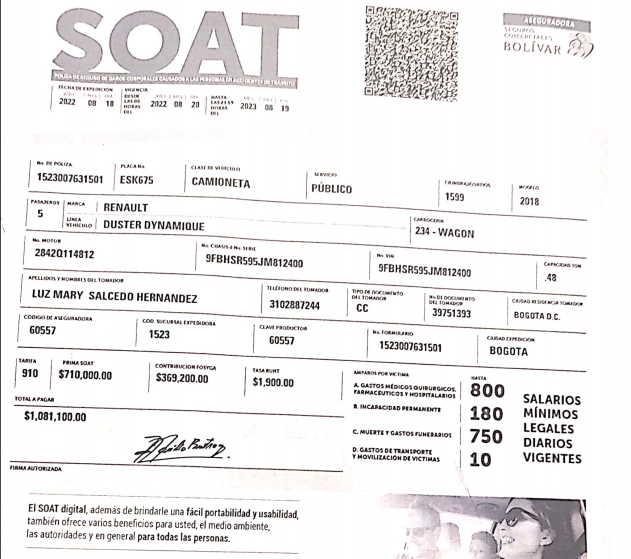 SOAT
POLIZA DE SEGURO DE DAÑOS CORPORALES CAUSADOS A LAS PERSONAS EN ACCIDENTES DE TRÁNSITO
ASEGURADORA
SEGUROS
COMERCIALES
BOLÍVAR
FECHA DE EXPEDICIÓN
2022 08 18
VIGENCIA
DESDE
LAS 00
HORAS
DEL
2022 08 20
HASTA
LAS 23:59
HORAS
DEL
2023 08 19
No. DE POLIZA
1523007631501
PLACA No.
ESK675
CLASE DE VEHÍCULO
CAMIONETA
SERVICIO
PÚBLICO
CILINDRAJE/VATIOS
1599
MODELO
2018
PASAJEROS
5
MARCA
RENAULT
LÍNEA
VEHÍCULO
DUSTER DYNAMIQUE
CARROCERIA
234 - WAGON
No. MOTOR
2842Q114812
No. CHASIS ó No. SERIE
9FBHSR595JM812400
No. VIN
9FBHSR595JM812400
CAPACIDAD TON
.48
APELLIDOS Y NOMBRES DEL TOMADOR
LUZ MARY SALCEDO HERNANDEZ
TELÉFONO DEL TOMADOR
3102887244
TIPO DE DOCUMENTO
DEL TOMADOR
CC
No. DE DOCUMENTO
DEL TOMADOR
39751393
CIUDAD RESIDENCIA TOMADOR
BOGOTA D.C.
CÓDIGO DE ASEGURADORA
60557
COD. SUCURSAL EXPEDIDORA
1523
CLAVE PRODUCTOR
60557
No. FORMULARIO
1523007631501
CIUDAD EXPEDICIÓN
BOGOTA
TARIFA
910
PRIMA SOAT
$710,000.00
CONTRIBUCIÓN FOSYGA
$369,200.00
TASA RUNT
$1,900.00
TOTAL A PAGAR
$1,081,100.00
FIRMA AUTORIZADA
AMPAROS POR VICTIMA
HASTA
A. GASTOS MÉDICOS QUIRURGICOS,
FARMACEUTICOS Y HOSPITALARIOS
800
B. INCAPACIDAD PERMANENTE
180
C. MUERTE Y GASTOS FUNERARIOS
750
D. GASTOS DE TRANSPORTE
Y MOVILIZACIÓN DE VICTIMAS
10
SALARIOS
MÍNIMOS
LEGALES
DIARIOS
VIGENTES
El SOAT digital, además de brindarle una fácil portabilidad y usabilidad,
también ofrece varios beneficios para usted, el medio ambiente,
las autoridades y en general para todas las personas.